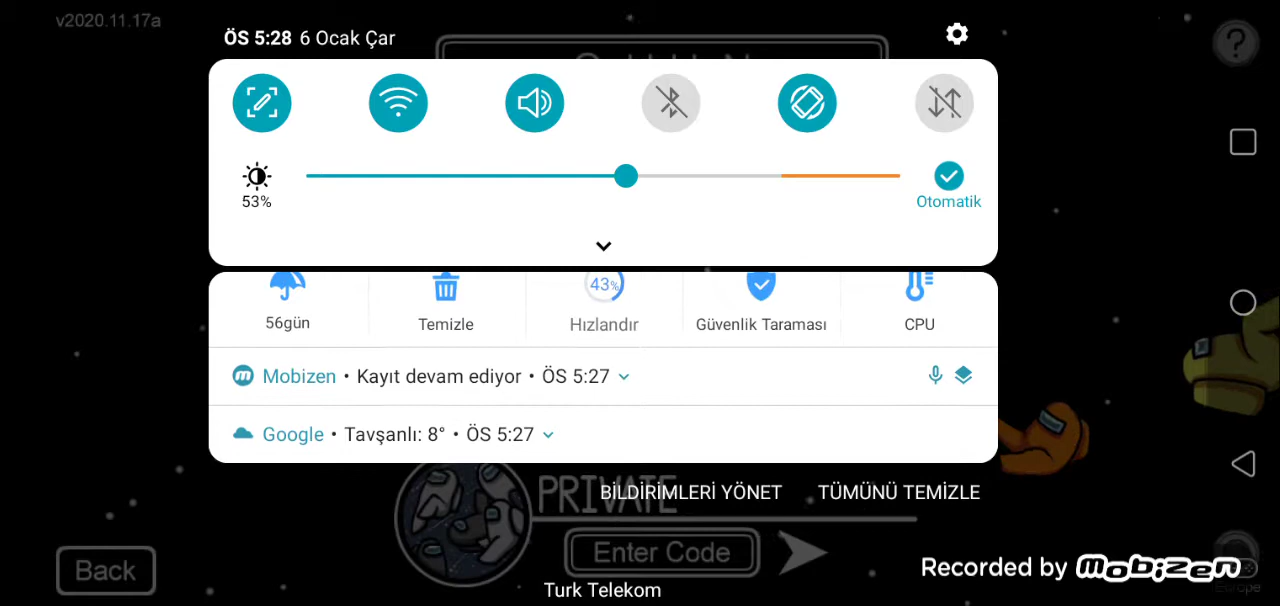 v2020.11.17a
ÖS 5:28 6 Ocak Çar
?
53%
Otomatik
43%
56gün
Temizle
Hızlandır
Güvenlik Taraması
CPU
Mobizen • Kayıt devam ediyor • ÖS 5:27
Google • Tavşanlı: 8° • ÖS 5:27
PRIVATE
BİLDİRİMLERİ YÖNET
TÜMÜNÜ TEMİZLE
Enter Code
Back
Recorded by mobizen
Europe
Turk Telekom